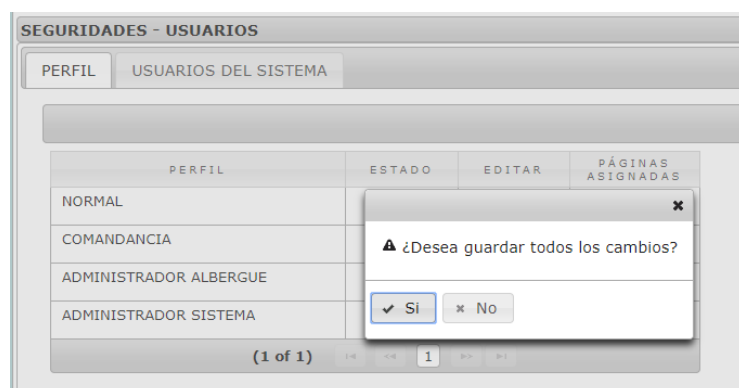 SEGURIDADES - USUARIOS
PERFIL USUARIOS DEL SISTEMA
PERFIL ESTADO EDITAR PÁGINAS ASIGNADAS
NORMAL
COMANDANCIA
¿Desea guardar todos los cambios?
ADMINISTRADOR ALBERGUE
ADMINISTRADOR SISTEMA
Si No
(1 of 1) 1